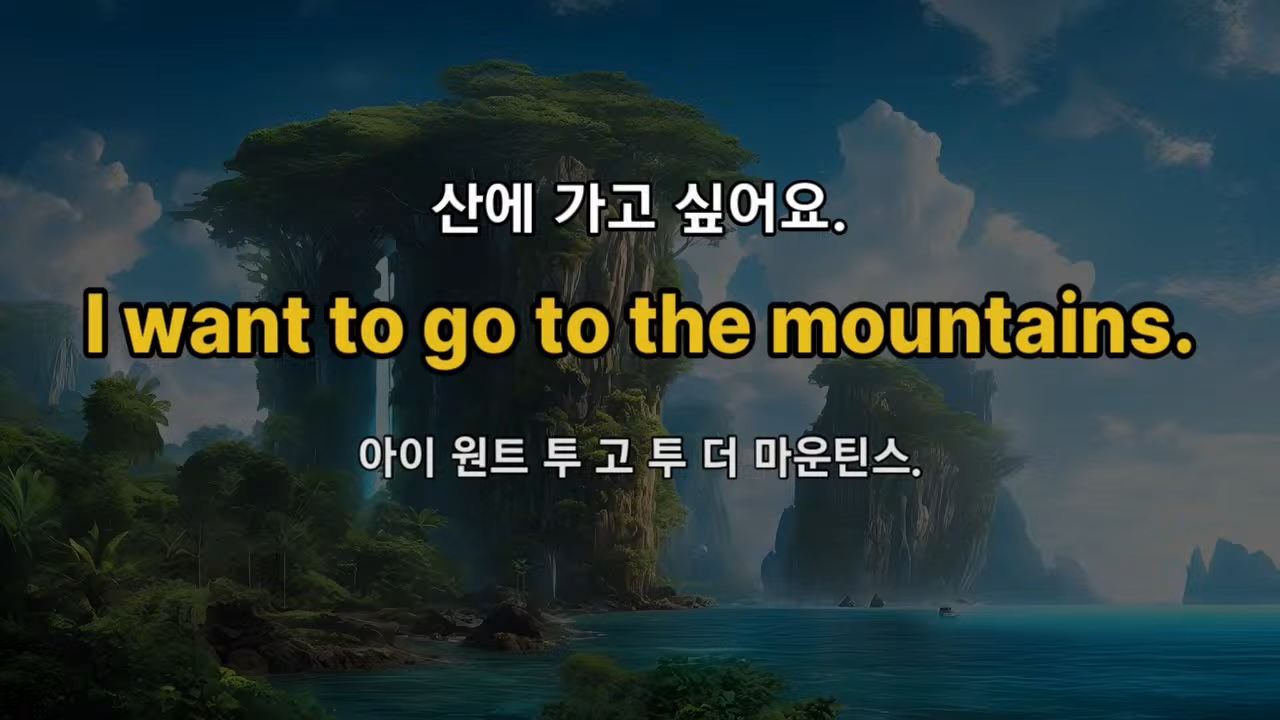 산에 가고 싶어요.
I want to go to the mountains.
아이 원트 투 고 투 더 마운틴스.